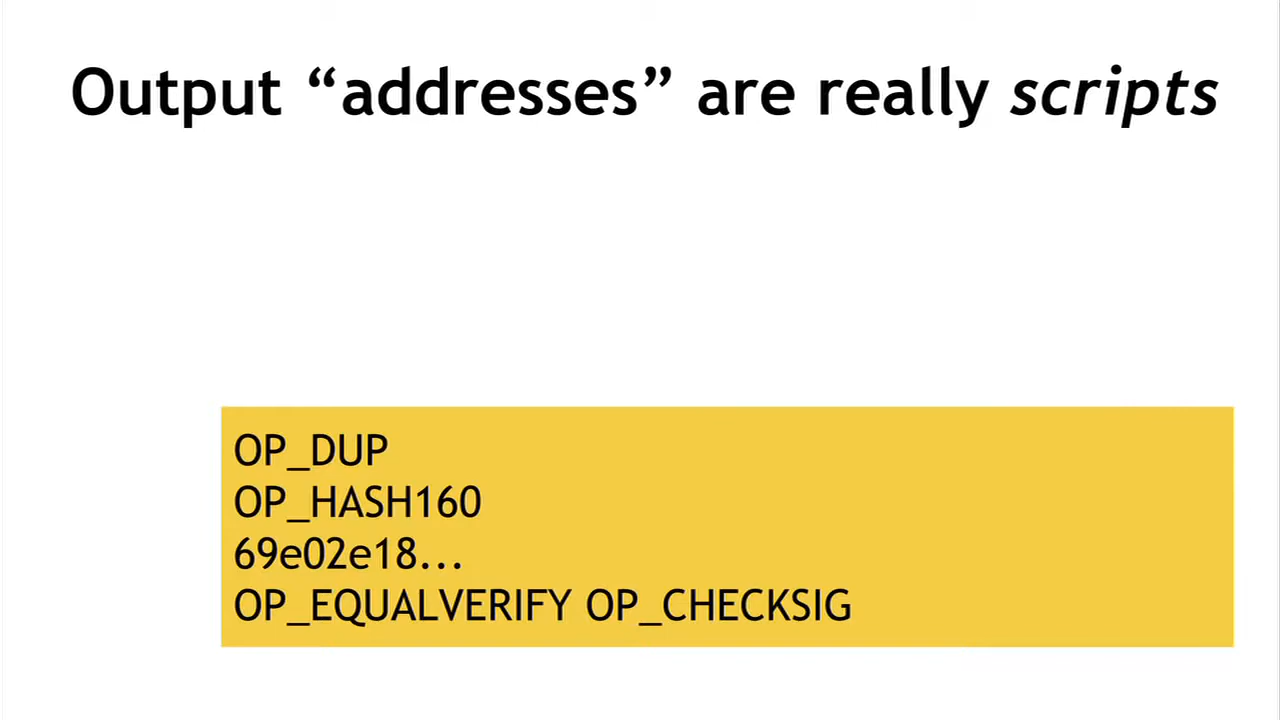 Output “addresses” are really scripts
OP_DUP
OP_HASH160
69e02e18...
OP_EQUALVERIFY OP_CHECKSIG